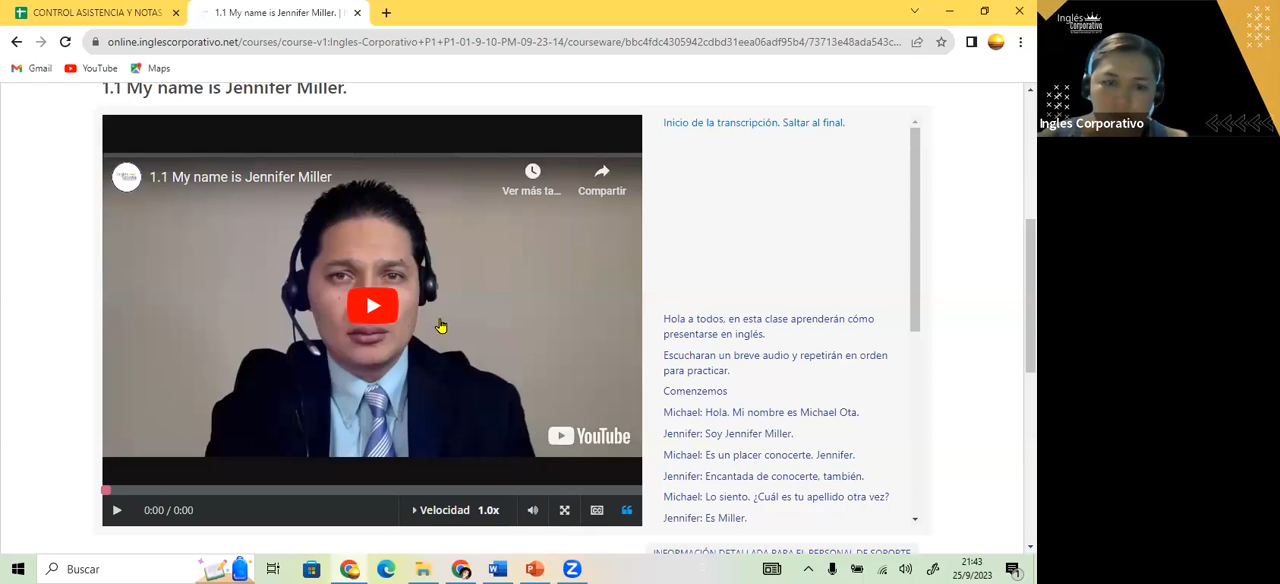 CONTROL ASISTENCIA Y NOTAS
1.1 My name is Jennifer Miller. |
online.inglescorporativo.net/courses/course-v1:Ingles-Corporativo+P1+P1-01-9-10-PM-09-23-14/courseware/bbc4fdc4305942cdbd31eea06adf95b4/73713e48ada543c...
Gmail
YouTube
Maps
1.1 My name is Jennifer Miller.
1.1 My name is Jennifer Miller
Ver más ta...
Compartir
YouTube
0:00 / 0:00
Velocidad 1.0x
Inicio de la transcripción. Saltar al final.
Hola a todos, en esta clase aprenderán cómo
presentarse en inglés.
Escucharan un breve audio y repetirán en orden
para practicar.
Comenzemos
Michael: Hola. Mi nombre es Michael Ota.
Jennifer: Soy Jennifer Miller.
Michael: Es un placer conocerte, Jennifer.
Jennifer: Encantada de conocerte, también.
Michael: Lo siento. ¿Cuál es tu apellido otra vez?
Jennifer: Es Miller.
INFORMACIÓN DETALLADA PARA EL PERSONAL DE SOPORTE
Inglés
Corporativo
Ingles Corporativo
Buscar
21:43
25/9/2023